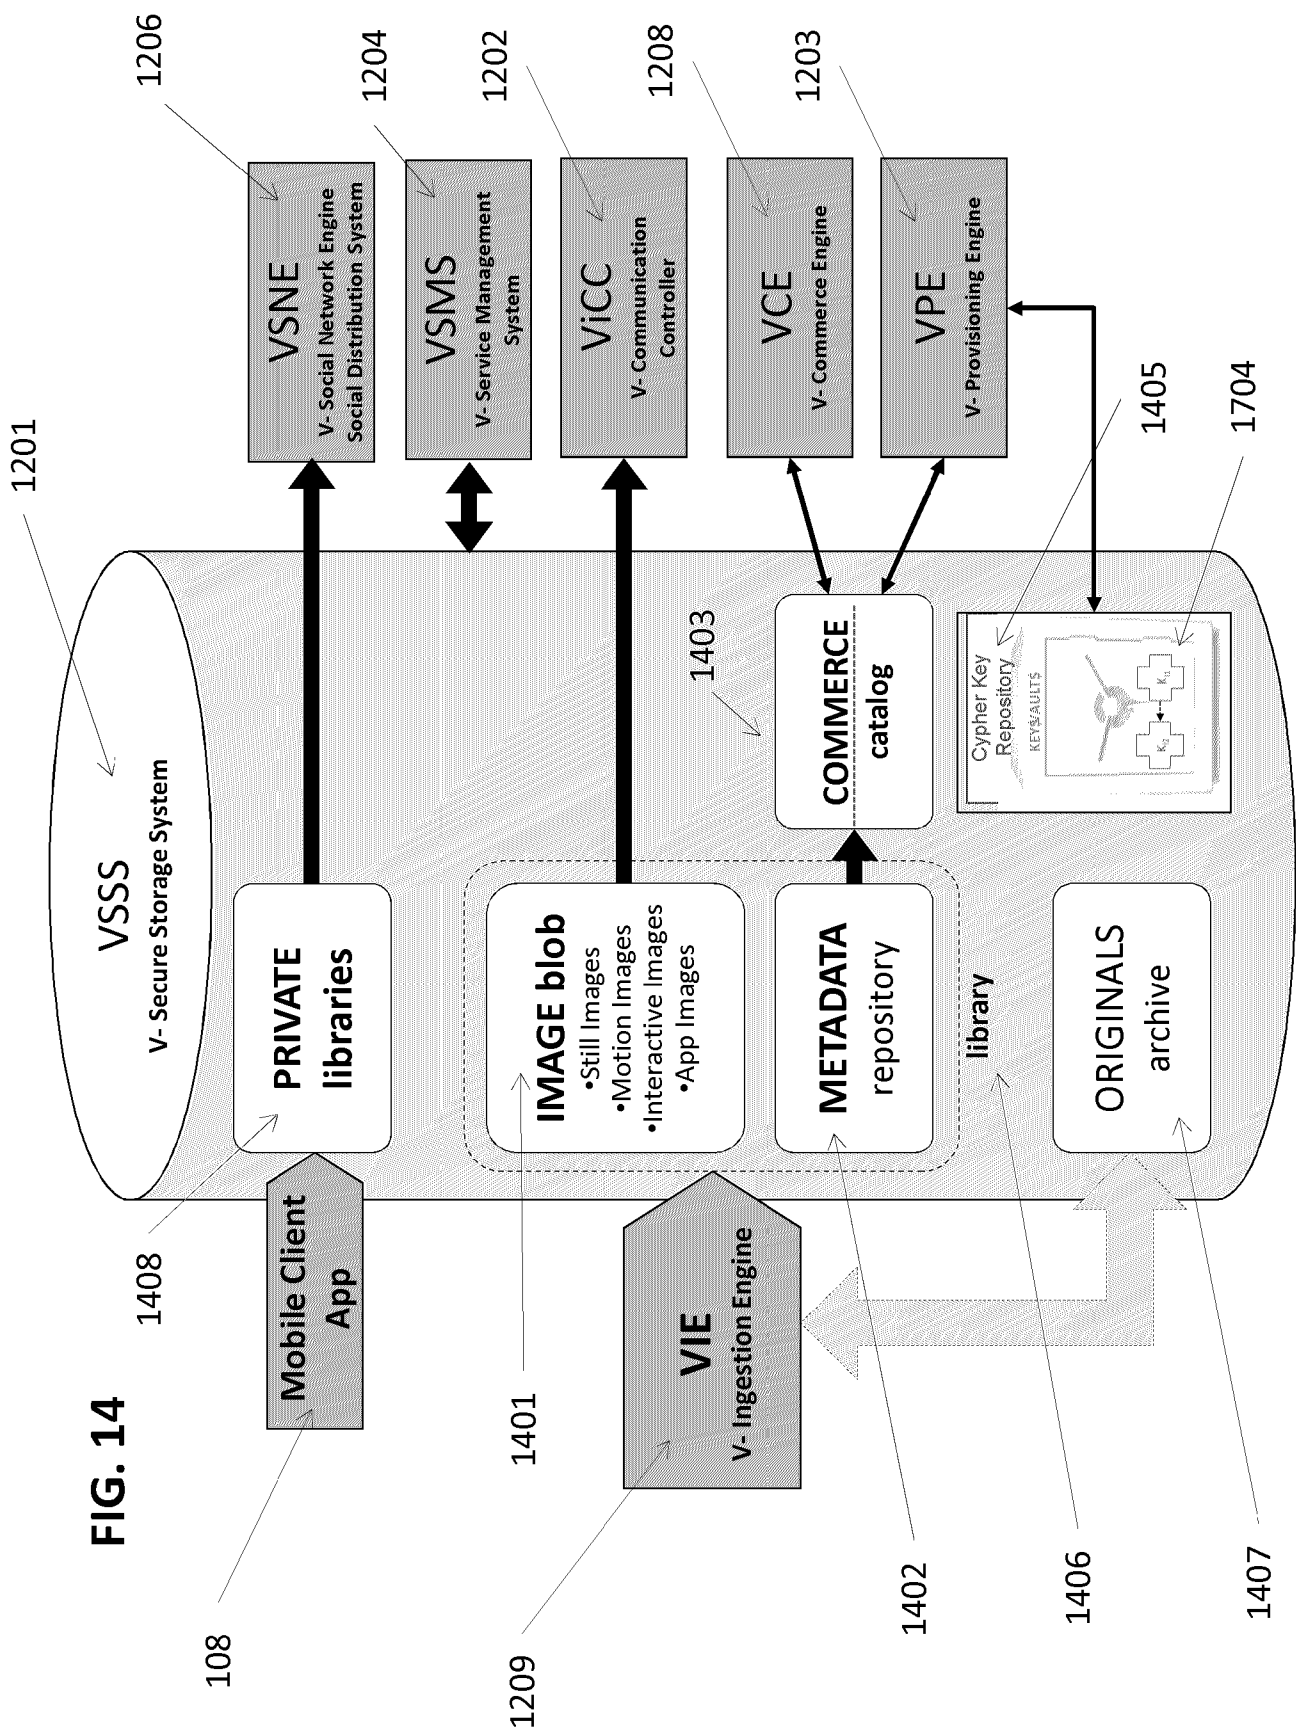 FIG. 14
1201
VSSS
V- Secure Storage System
108
Mobile Client
App
1408
PRIVATE
libraries
1206
VSNE
V- Social Network Engine
Social Distribution System
1204
VSMS
V- Service Management
System
1401
IMAGE blob
•Still Images
•Motion Images
•Interactive Images
•App Images
1202
ViCC
V- Communication
Controller
1209
VIE
V- Ingestion Engine
1402
METADATA
repository
1403
COMMERCE
catalog
1208
VCE
V- Commerce Engine
1203
VPE
V- Provisioning Engine
1406
library
1407
ORIGINALS
archive
1405
Cypher Key
Repository
KEY$/AULT$
K
K
1704